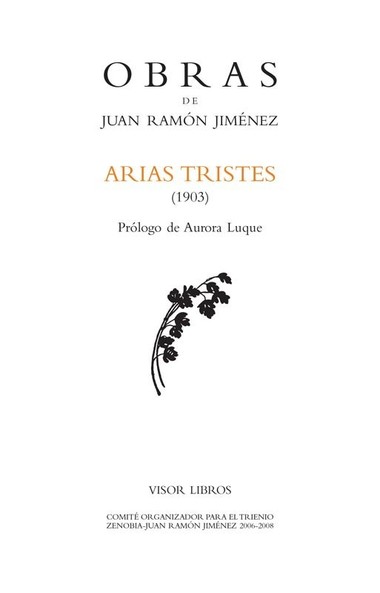 OBRAS
DE
JUAN RAMÓN JIMÉNEZ
ARIAS TRISTES
(1903)
Prólogo de Aurora Luque
VISOR LIBROS
COMITÉ ORGANIZADOR PARA EL TRIENIO
ZENOBIA-JUAN RAMÓN JIMÉNEZ 2006-2008